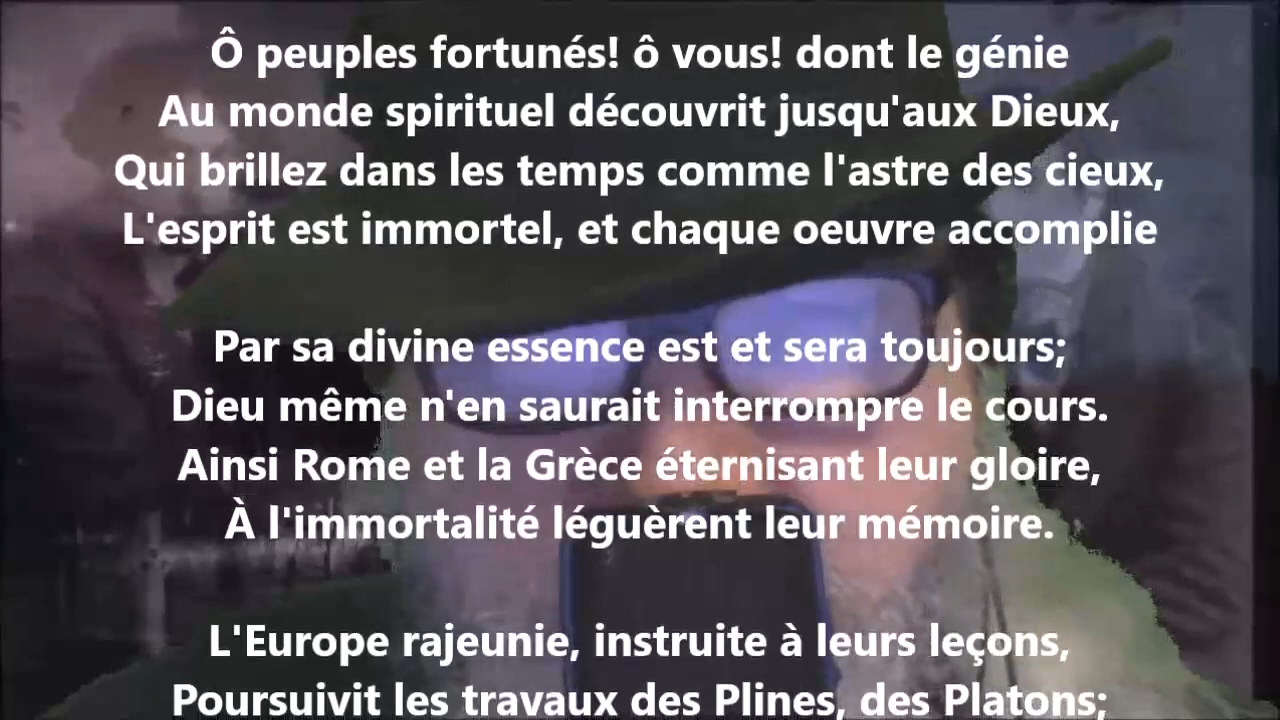 Ô peuples fortunés! ô vous! dont le génie
Au monde spirituel découvrit jusqu'aux Dieux,
Qui brillez dans les temps comme l'astre des cieux,
L'esprit est immortel, et chaque oeuvre accomplie
Par sa divine essence est et sera toujours;
Dieu même n'en saurait interrompre le cours.
Ainsi Rome et la Grèce éternisant leur gloire,
À l'immortalité léguèrent leur mémoire.
L'Europe rajeunie, instruite à leurs leçons,
Poursuivit les travaux des Plines, des Platons;